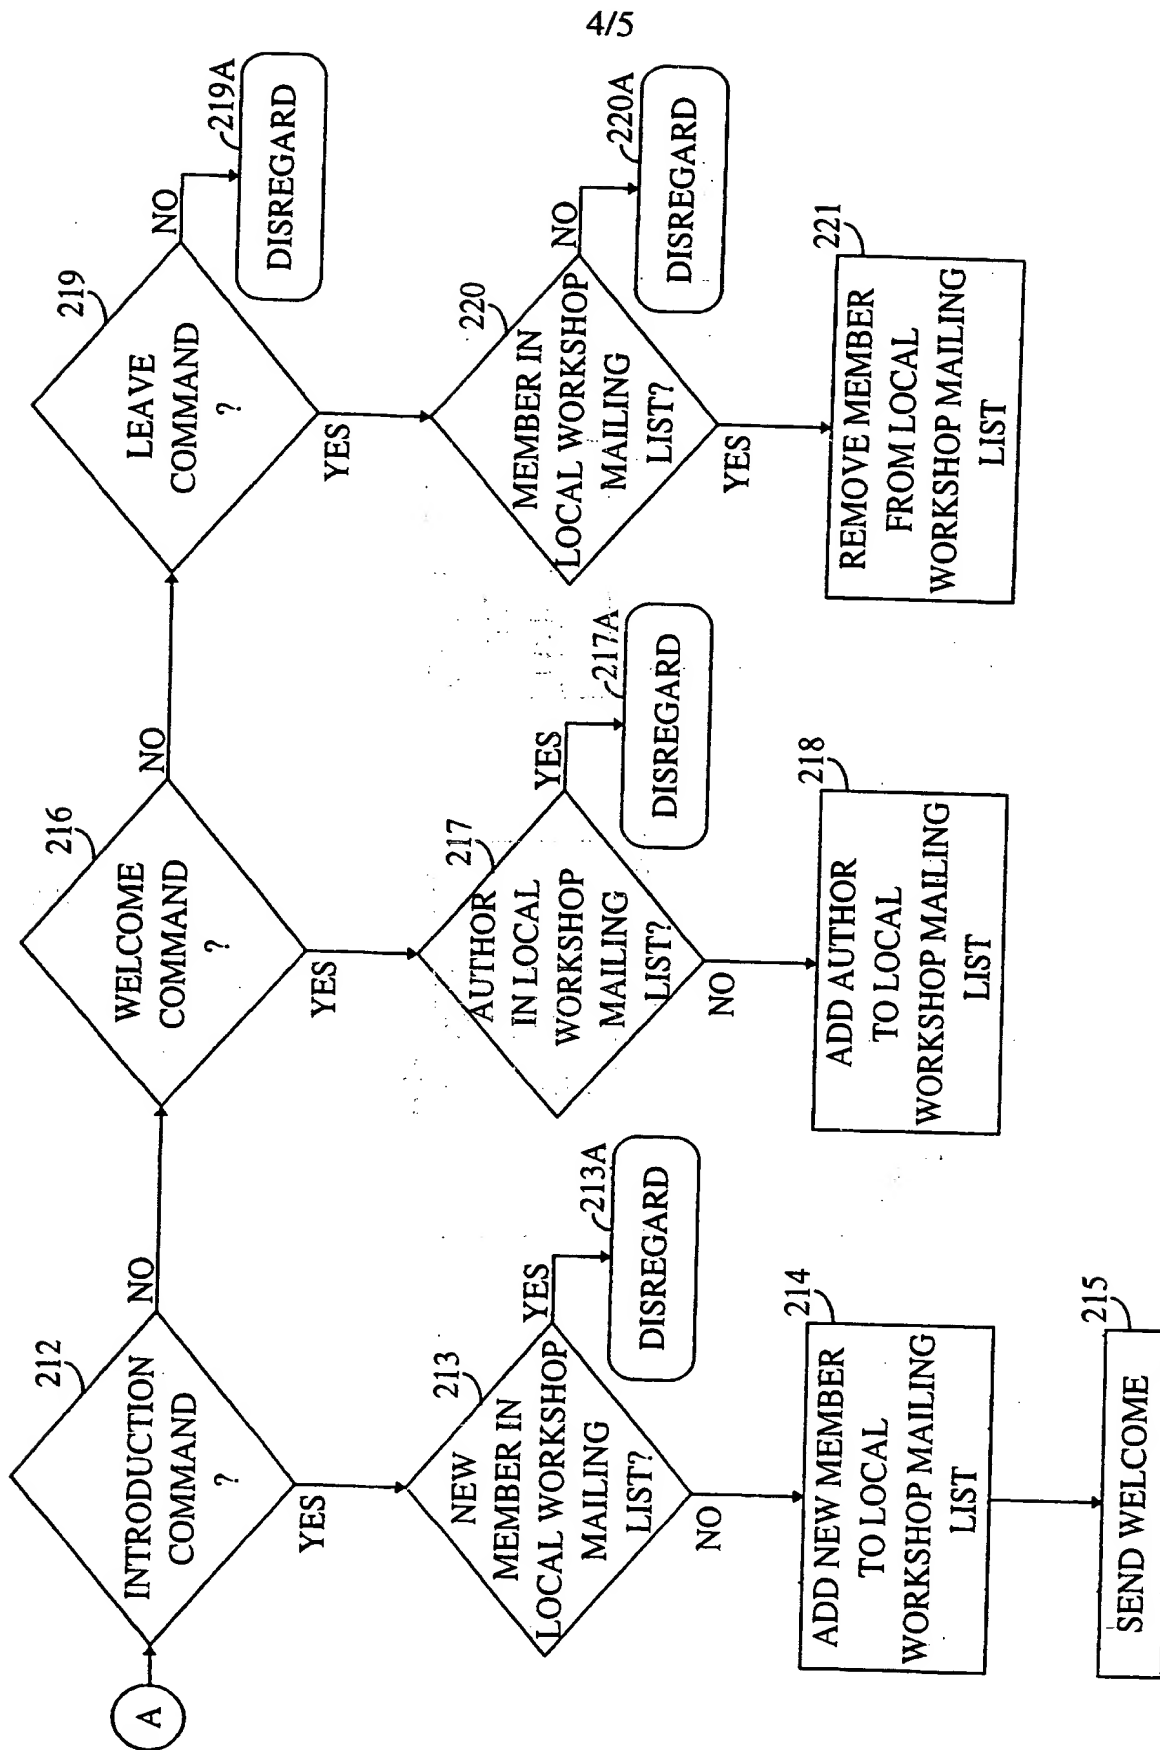 4/5
A
212
INTRODUCTION
COMMAND
?
NO
YES
213
NEW
MEMBER IN
LOCAL WORKSHOP
MAILING
LIST?
YES
213A
DISREGARD
NO
214
ADD NEW MEMBER
TO LOCAL
WORKSHOP MAILING
LIST
215
SEND WELCOME
216
WELCOME
COMMAND
?
NO
YES
217
AUTHOR
IN LOCAL
WORKSHOP
MAILING
LIST?
YES
217A
DISREGARD
NO
218
ADD AUTHOR
TO LOCAL
WORKSHOP MAILING
LIST
219
LEAVE
COMMAND
?
NO
219A
DISREGARD
YES
220
MEMBER IN
LOCAL WORKSHOP
MAILING
LIST?
NO
220A
DISREGARD
YES
221
REMOVE MEMBER
FROM LOCAL
WORKSHOP MAILING
LIST